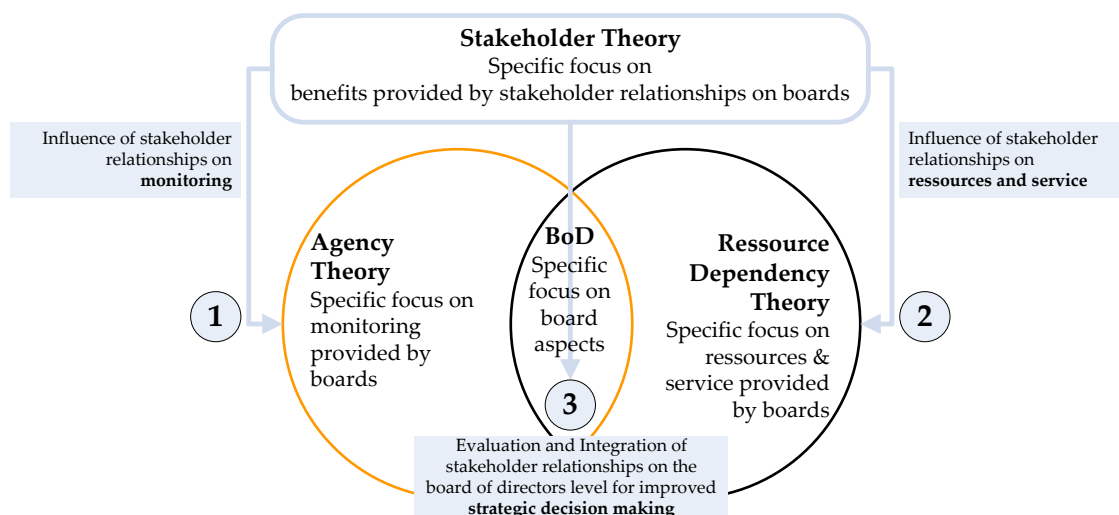 Stakeholder Theory
Specific focus on
benefits provided by stakeholder relationships on boards
Influence of stakeholder
relationships on
monitoring
Influence of stakeholder
relationships on
ressources and service
Agency
Theory
Specific focus on
monitoring
provided by
boards
BoD
Specific
focus on
board
aspects
Ressource
Dependency
Theory
Specific focus on
ressources &
service provided
by boards
1
2
3
Evaluation and Integration of
stakeholder relationships on the
board of directors level for improved
strategic decision making